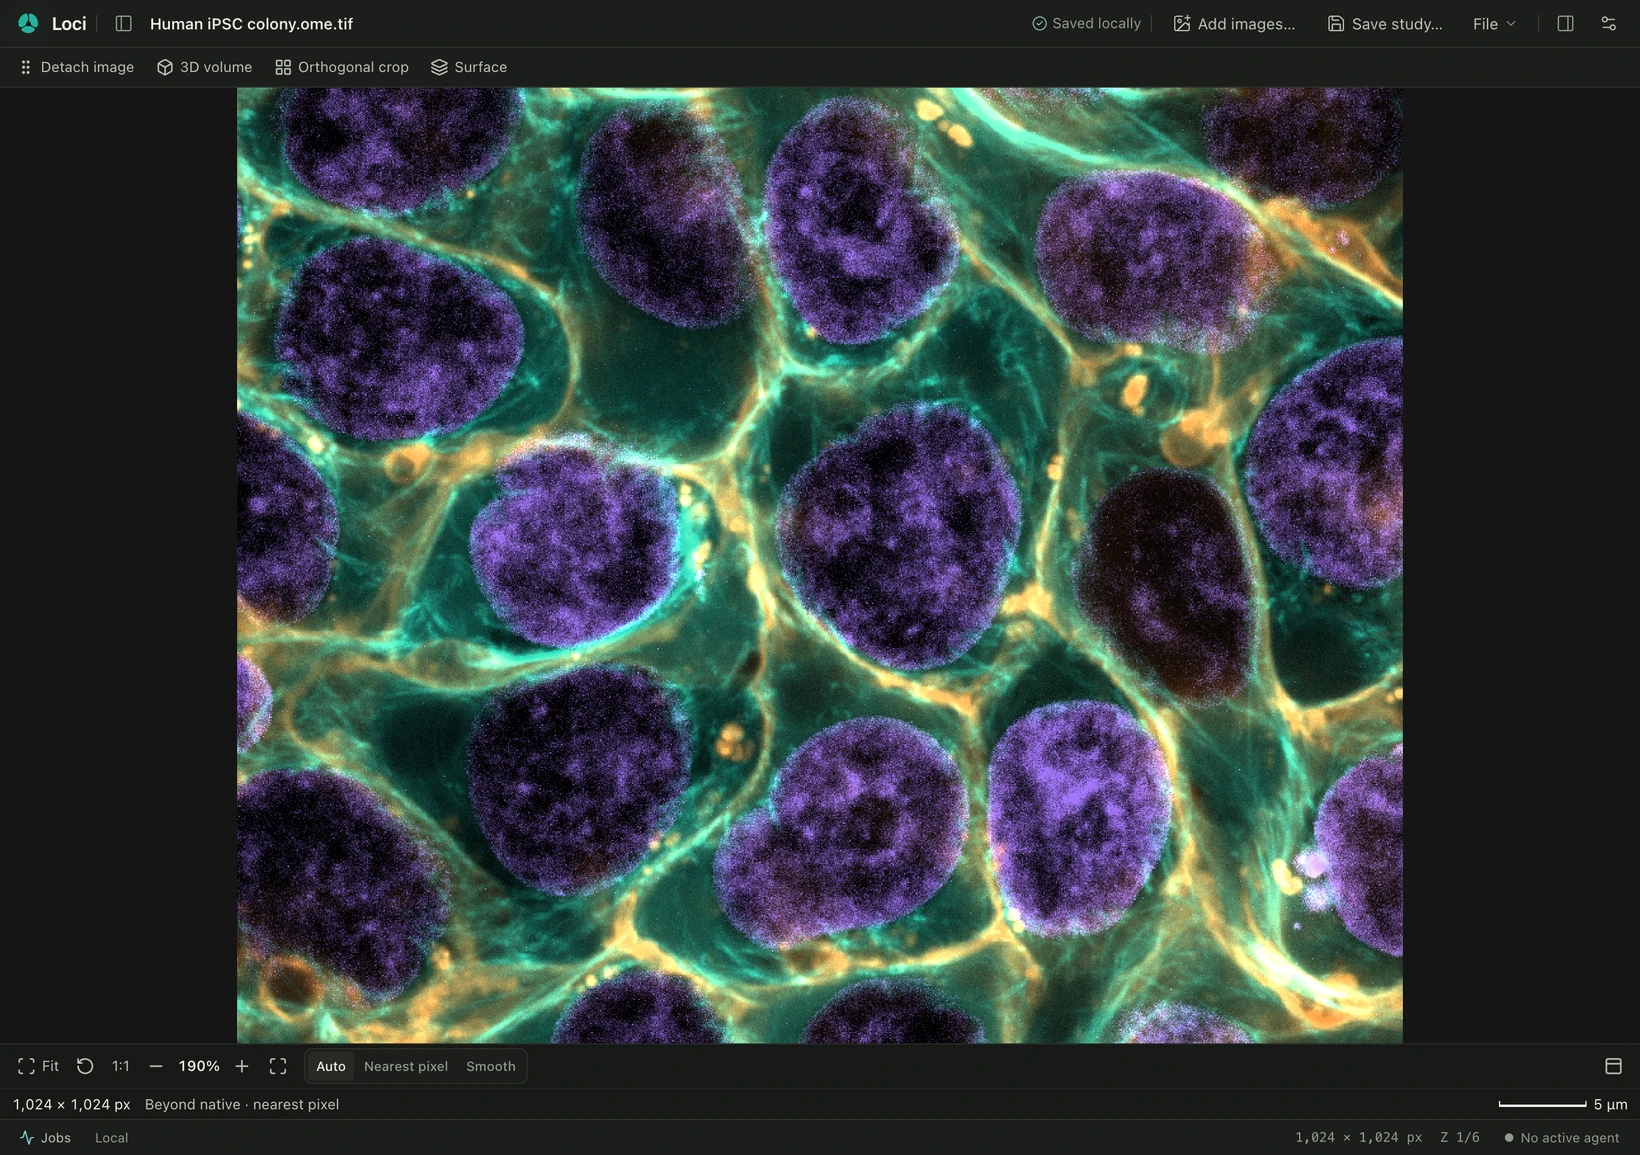 Loci Human iPSC colony.ome.tif Saved locally Add images... Save study... File
Detach image 3D volume Orthogonal crop Surface
Fit 1:1 190% Auto Nearest pixel Smooth
1,024 × 1,024 px Beyond native · nearest pixel 5 µm
Jobs Local 1,024 × 1,024 px Z 1/6 No active agent